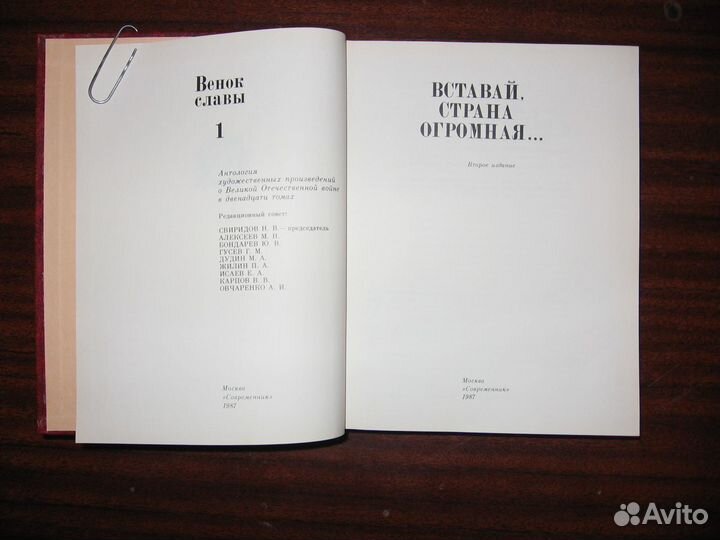 Венок
славы
1
Антология
художественных произведений
о Великой Отечественной войне
в двенадцати томах
Редакционный совет:
СВИРИДОВ Н. В. — председатель
АЛЕКСЕЕВ М. Н.
БОНДАРЕВ Ю. В.
ГУСЕВ Г. М.
ДУДИН М. А.
ЖИЛИН П. А.
ИСАЕВ Е. А.
КАРПОВ В. В.
ОВЧАРЕНКО А. И.
Москва
«Современник»
1987
ВСТАВАЙ,
СТРАНА
ОГРОМНАЯ...
Второе издание
Москва
«Современник»
1987
Avito